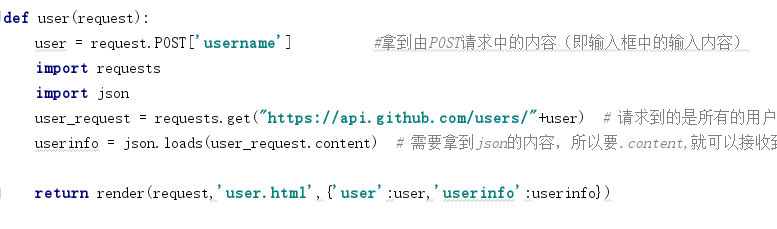 def user(request):
user = request.POST['username'] #拿到由POST请求中的内容（即输入框中的输入内容）
import requests
import json
user_request = requests.get("https://api.github.com/users/"+user) # 请求到的是所有的用户
userinfo = json.loads(user_request.content) # 需要拿到json的内容，所以要.content,就可以接收到
return render(request,'user.html',{'user':user,'userinfo':userinfo})